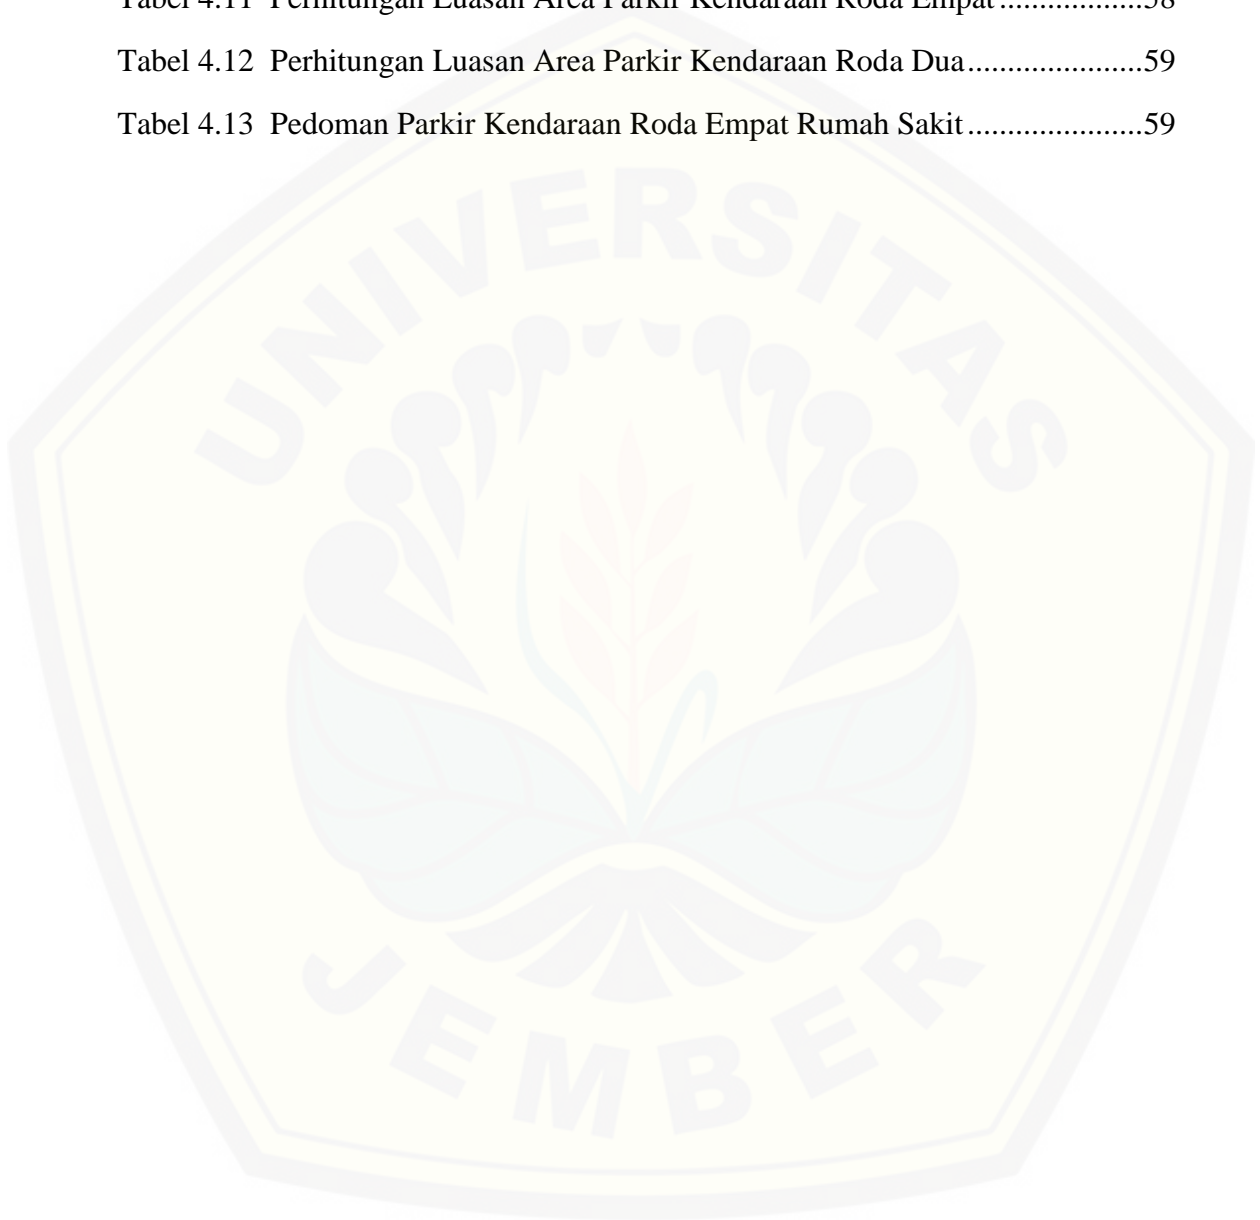 Tabel 4.11 Perhitungan Luasan Area Parkir Kendaraan Roda Empat..................58
Tabel 4.12 Perhitungan Luasan Area Parkir Kendaraan Roda Dua......................59
Tabel 4.13 Pedoman Parkir Kendaraan Roda Empat Rumah Sakit......................59
UNIVERSITAS
JEMBER